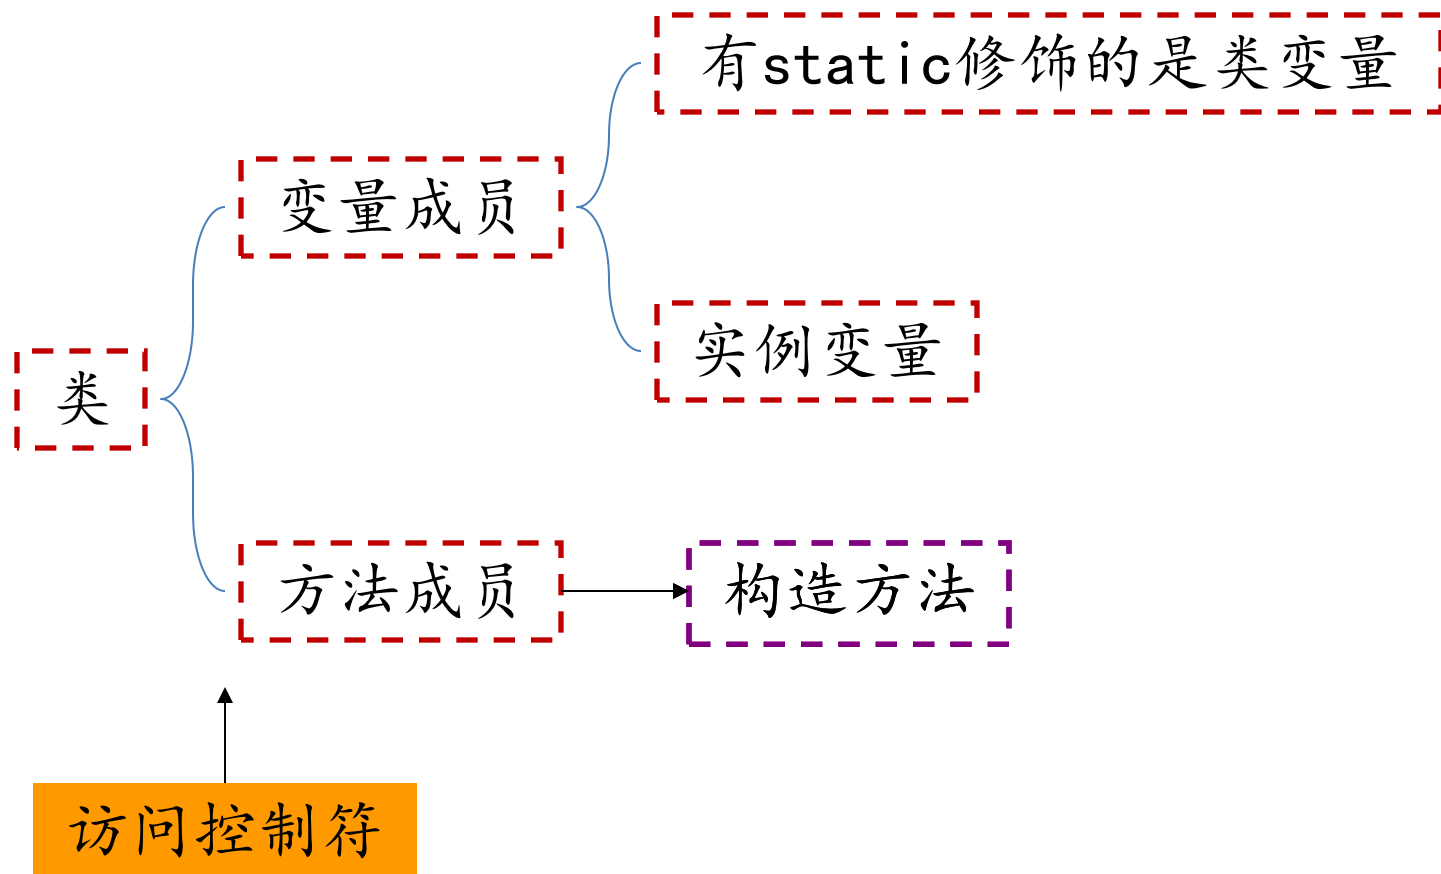 有static修饰的是类变量
变量成员
实例变量
类
方法成员
构造方法
访问控制符